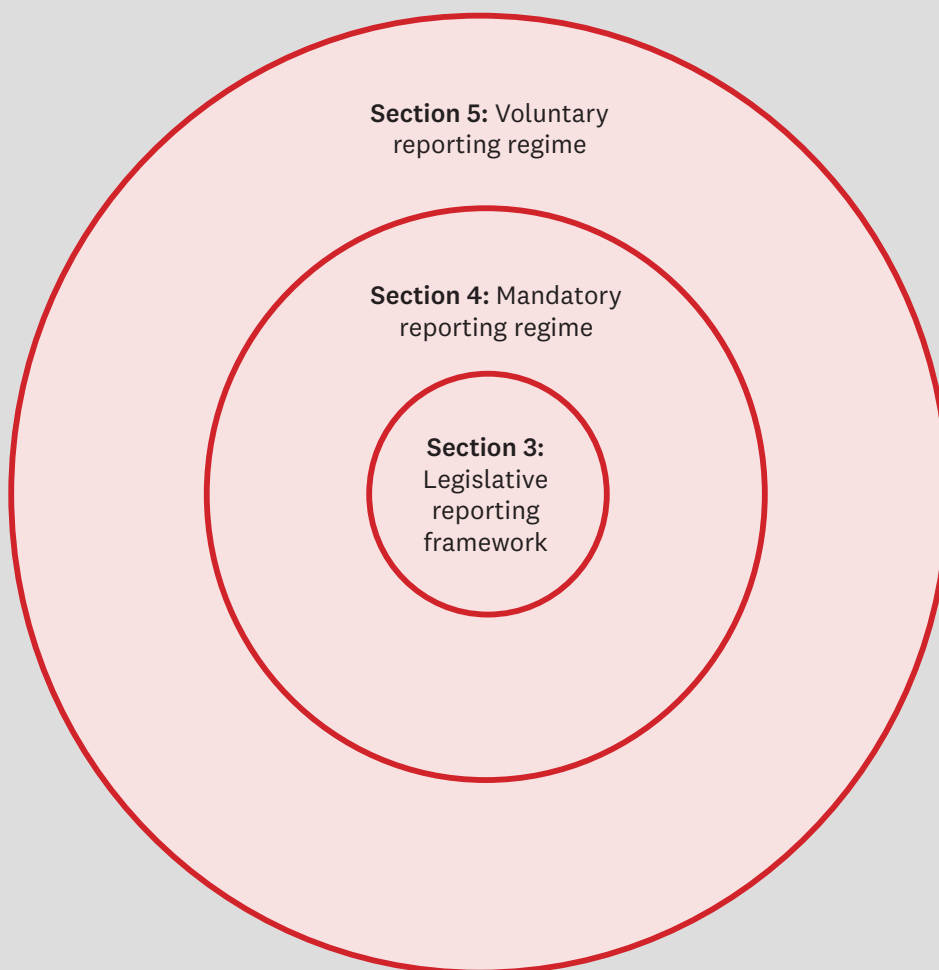 Section 5: Voluntary
reporting regime
Section 4: Mandatory
reporting regime
Section 3:
Legislative
reporting
framework